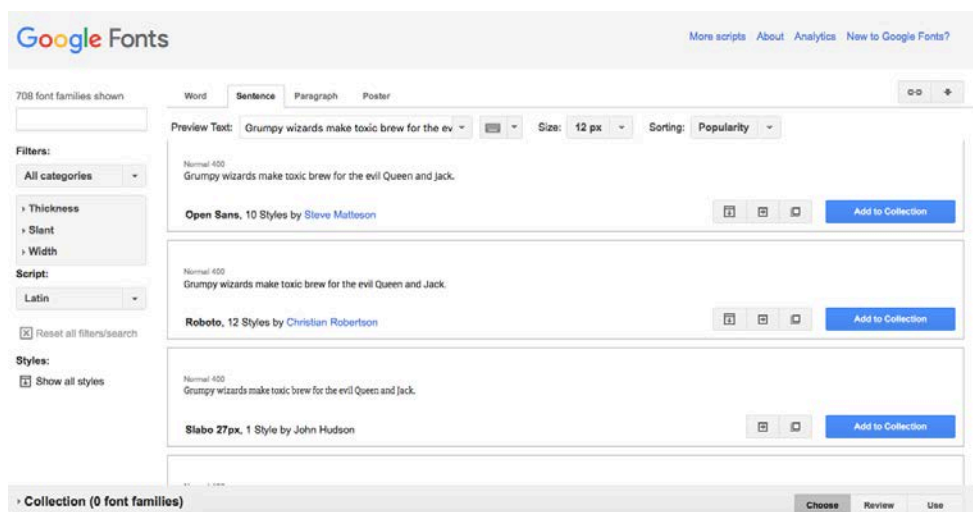 Google Fonts
More scripts About Analytics New to Google Fonts?
708 font families shown
Word Sentence Paragraph Poster
Preview Text: Grumpy wizards make toxic brew for the ev Size: 12 px Sorting: Popularity
Filters:
All categories
Thickness
Slant
Width
Script:
Latin
Reset all filters/search
Styles:
Show all styles
Normal 400
Grumpy wizards make toxic brew for the evil Queen and Jack.
Open Sans, 10 Styles by Steve Matteson
Add to Collection
Normal 400
Grumpy wizards make toxic brew for the evil Queen and Jack.
Roboto, 12 Styles by Christian Robertson
Add to Collection
Normal 400
Grumpy wizards make toxic brew for the evil Queen and Jack.
Slabo 27px, 1 Style by John Hudson
Add to Collection
Collection (0 font families)
Choose Review Use